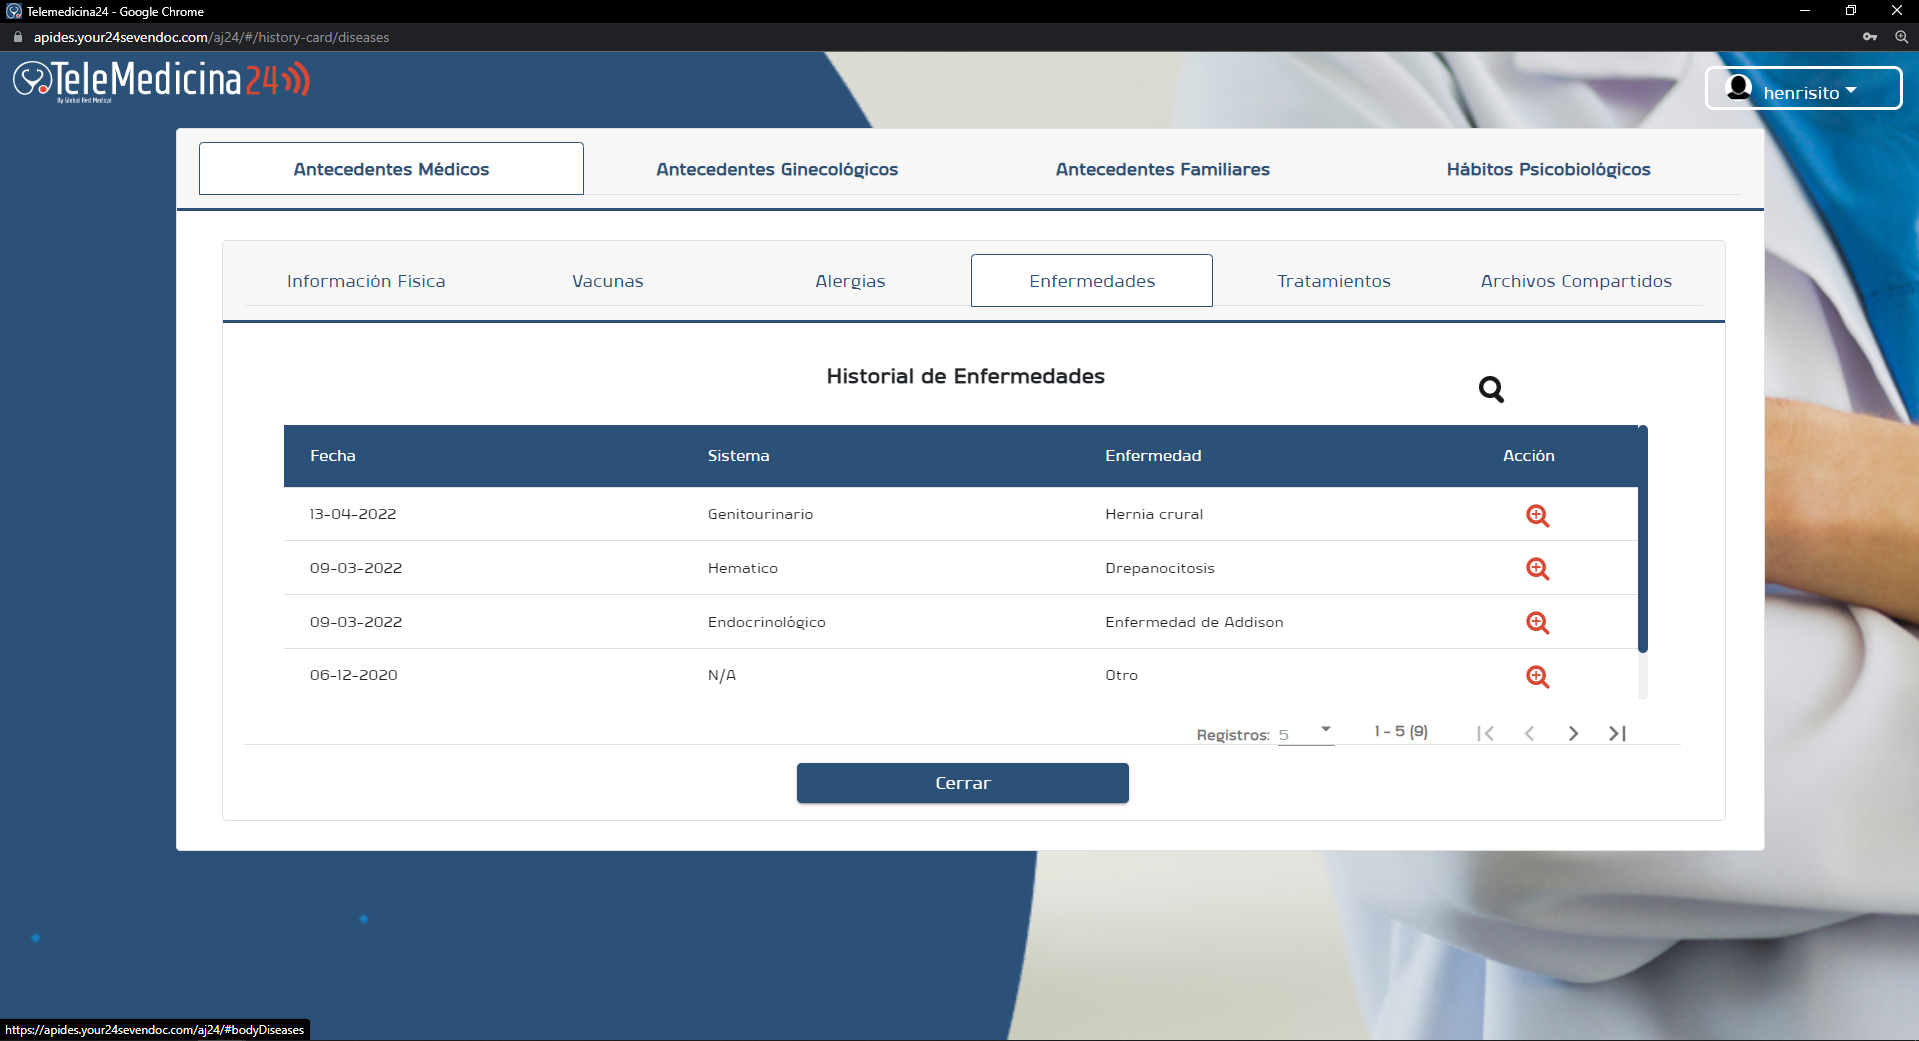 Telemedicina24 - Google Chrome
apides.your24sevendoc.com/aj24/#/history-card/diseases
TeleMedicina24
By Global Red Medical
henrisito
Antecedentes Médicos
Antecedentes Ginecológicos
Antecedentes Familiares
Hábitos Psicobiológicos
Información Física
Vacunas
Alergias
Enfermedades
Tratamientos
Archivos Compartidos
Historial de Enfermedades
Fecha Sistema Enfermedad Acción
13-04-2022 Genitourinario Hernia crural
09-03-2022 Hematico Drepanocitosis
09-03-2022 Endocrinológico Enfermedad de Addison
06-12-2020 N/A Otro
Registros: 5 1 - 5 (9)
Cerrar
https://apides.your24sevendoc.com/aj24/#bodyDiseases